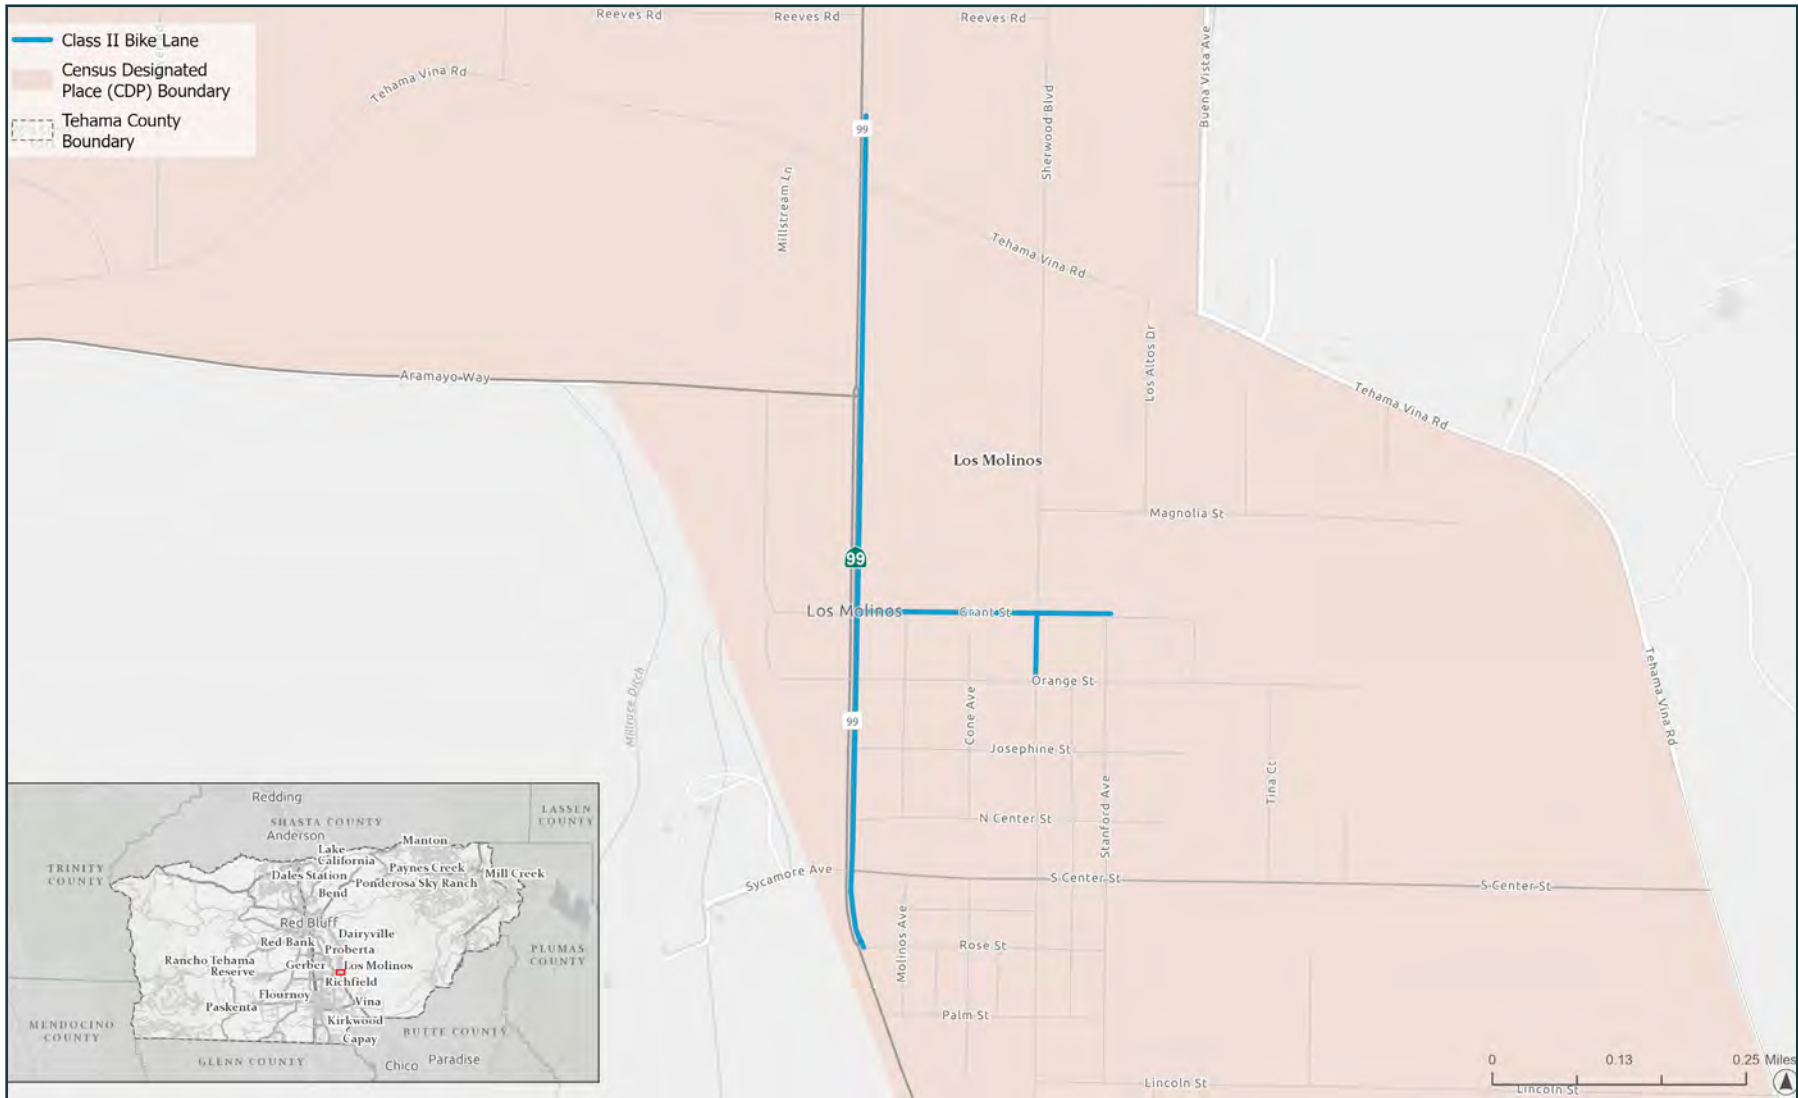 Class II Bike Lane
Census Designated
Place (CDP) Boundary
Tehama County
Boundary
Reeves Rd
Reeves Rd
Reeves Rd
Tehama Vina Rd
Buena Vista Ave
Sherwood Blvd
99
Millstream Ln
Tehama Vina Rd
Los Altos Dr
Aramayo Way
Tehama Vina Rd
Los Molinos
Magnolia St
99
Los Molinos
Grant St
Orange St
Millrace Ditch
Tehama Vina Rd
99
Cone Ave
Josephine St
Tina Ct
Stanford Ave
N Center St
Sycamore Ave
S Center St
S Center St
Molinos Ave
Rose St
Palm St
Lincoln St
Lincoln St
0 0.13 0.25 Miles
Redding
SHASTA COUNTY
LASSEN
COUNTY
Anderson
Manton
Lake
California
TRINITY
COUNTY
Dales Station
Paynes Creek
Mill Creek
Ponderosa Sky Ranch
Bend
Red Bluff
Dairyville
Red Bank
Proberta
PLUMAS
COUNTY
Rancho Tehama
Reserve
Gerber
Los Molinos
Richfield
Flournoy
Vina
Paskenta
Kirkwood
MENDOCINO
COUNTY
BUTTE COUNTY
Capay
GLENN COUNTY
Chico
Paradise